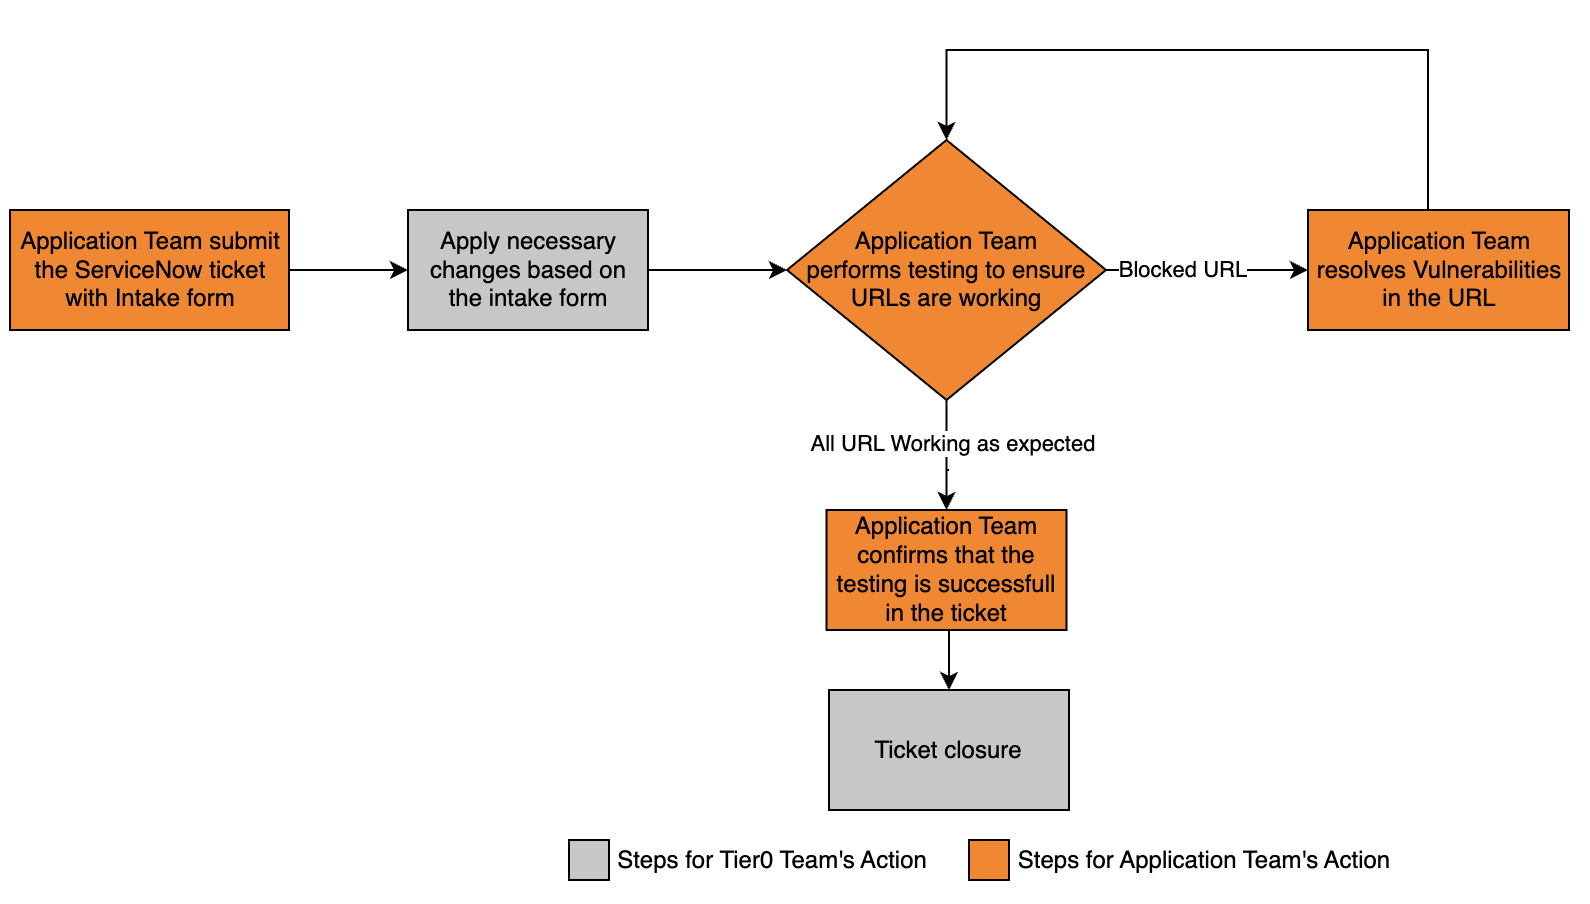 Application Team submit
the ServiceNow ticket
with Intake form
Apply necessary
changes based on
the intake form
Application Team
performs testing to ensure
URLs are working
Blocked URL
Application Team
resolves Vulnerabilities
in the URL
All URL Working as expected
Application Team
confirms that the
testing is successfull
in the ticket
Ticket closure
Steps for Tier0 Team's Action
Steps for Application Team's Action